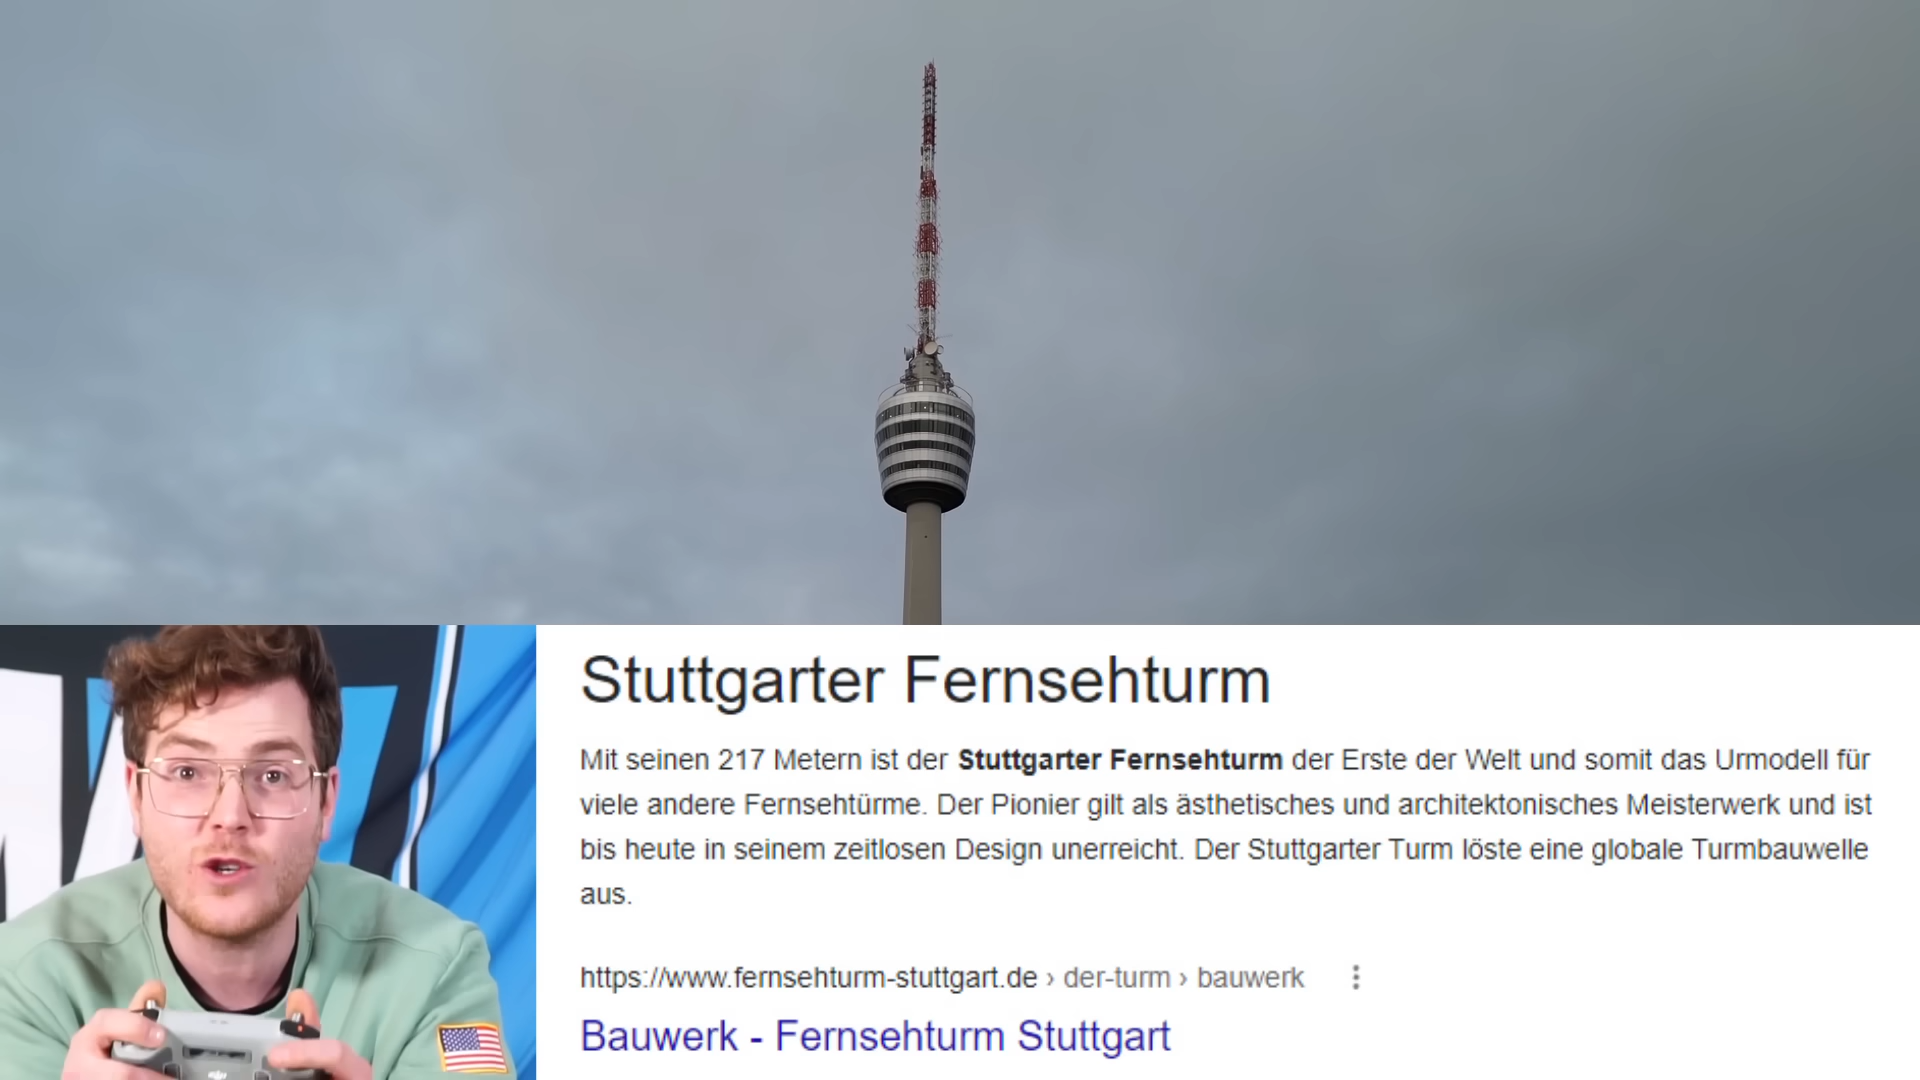 Stuttgarter Fernsehturm
Mit seinen 217 Metern ist der Stuttgarter Fernsehturm der Erste der Welt und somit das Urmodell für
viele andere Fernsehtürme. Der Pionier gilt als ästhetisches und architektonisches Meisterwerk und ist
bis heute in seinem zeitlosen Design unerreicht. Der Stuttgarter Turm löste eine globale Turmbauwelle
aus.
https://www.fernsehturm-stuttgart.de › der-turm › bauwerk
Bauwerk - Fernsehturm Stuttgart